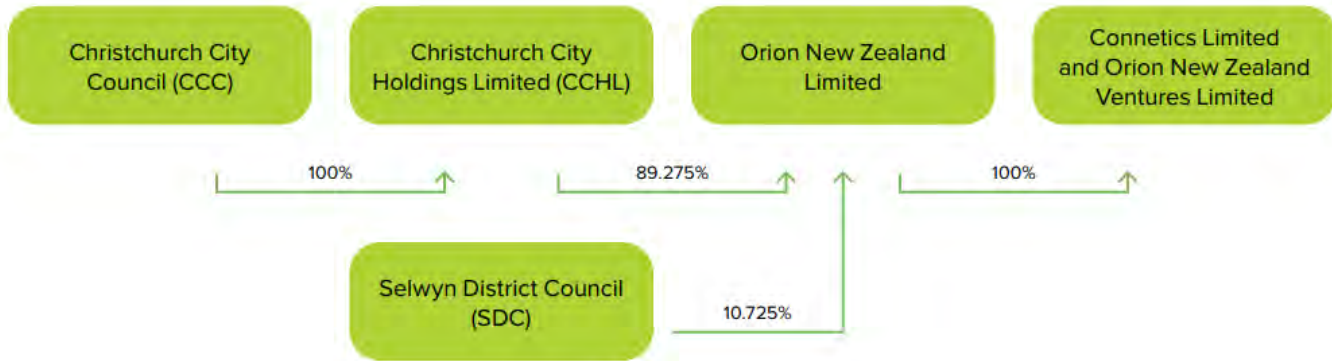 Christchurch City
Council (CCC)
Christchurch City
Holdings Limited (CCHL)
Orion New Zealand
Limited
Connetics Limited
and Orion New Zealand
Ventures Limited
100%
89.275%
100%
Selwyn District Council
(SDC)
10.725%